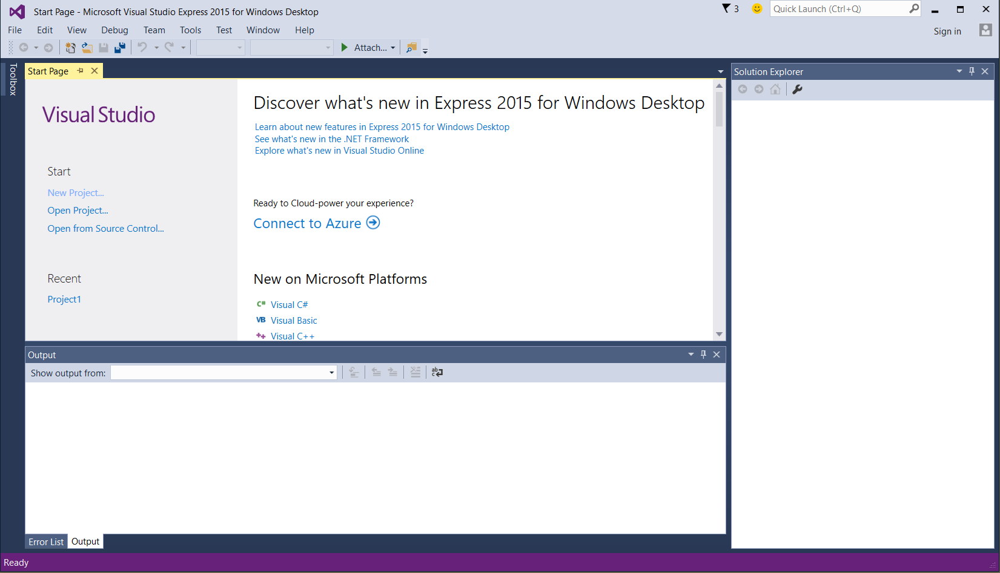 Start Page - Microsoft Visual Studio Express 2015 for Windows Desktop
3
Quick Launch (Ctrl+Q)
File Edit View Debug Team Tools Test Window Help
Sign in
Attach...
Toolbox
Start Page
Visual Studio
Start
New Project...
Open Project...
Open from Source Control...
Recent
Project1
Discover what's new in Express 2015 for Windows Desktop
Learn about new features in Express 2015 for Windows Desktop
See what's new in the .NET Framework
Explore what's new in Visual Studio Online
Ready to Cloud-power your experience?
Connect to Azure
New on Microsoft Platforms
C# Visual C#
VB Visual Basic
++ Visual C++
Solution Explorer
Output
Show output from:
ab
c
Error List Output
Ready